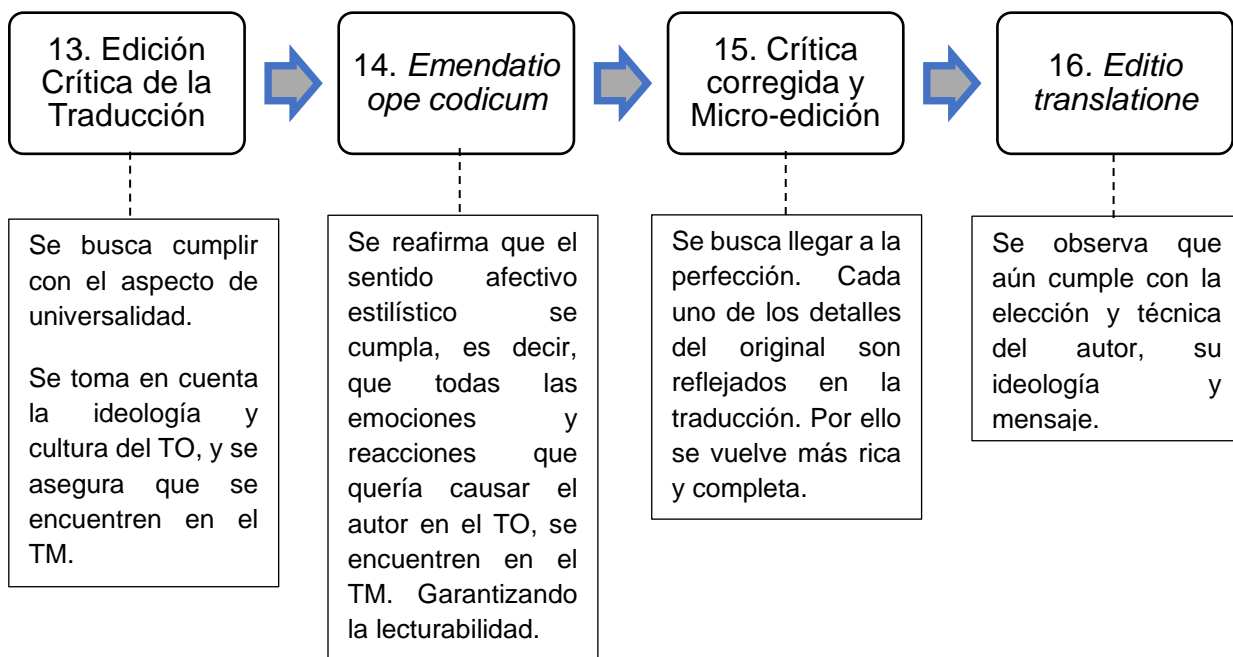 13. Edición
Crítica de la
Traducción
14. Emendatio
ope codicum
15. Crítica
corregida y
Micro-edición
16. Editio
translatione
Se busca cumplir
con el aspecto de
universalidad.
Se toma en cuenta
la ideología y
cultura del TO, y se
asegura que se
encuentren en el
TM.
Se reafirma que el
sentido afectivo
estilístico se
cumpla, es decir,
que todas las
emociones y
reacciones que
quería causar el
autor en el TO, se
encuentren en el
TM. Garantizando
la lecturabilidad.
Se busca llegar a la
perfección. Cada
uno de los detalles
del original son
reflejados en la
traducción. Por ello
se vuelve más rica
y completa.
Se observa que
aún cumple con la
elección y técnica
del autor, su
ideología y
mensaje.